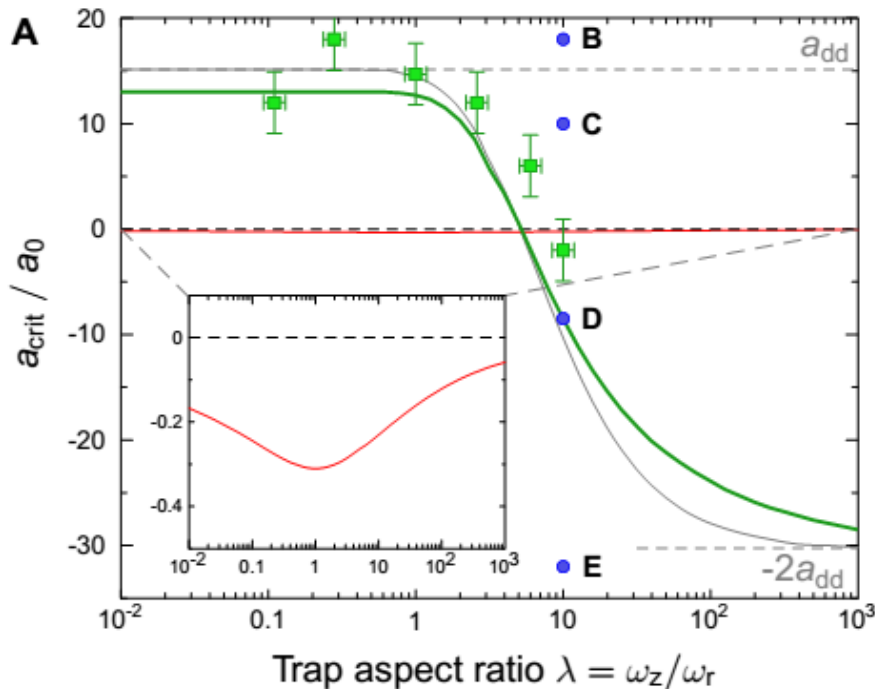 A
20
B
a_dd
10
C
0
D
-10
-20
-30
E
-2a_dd
a_crit / a_0
0
-0.2
-0.4
10^-2 0.1 1 10 10^2 10^3
10^-2 0.1 1 10 10^2 10^3
Trap aspect ratio λ = ω_z/ω_r